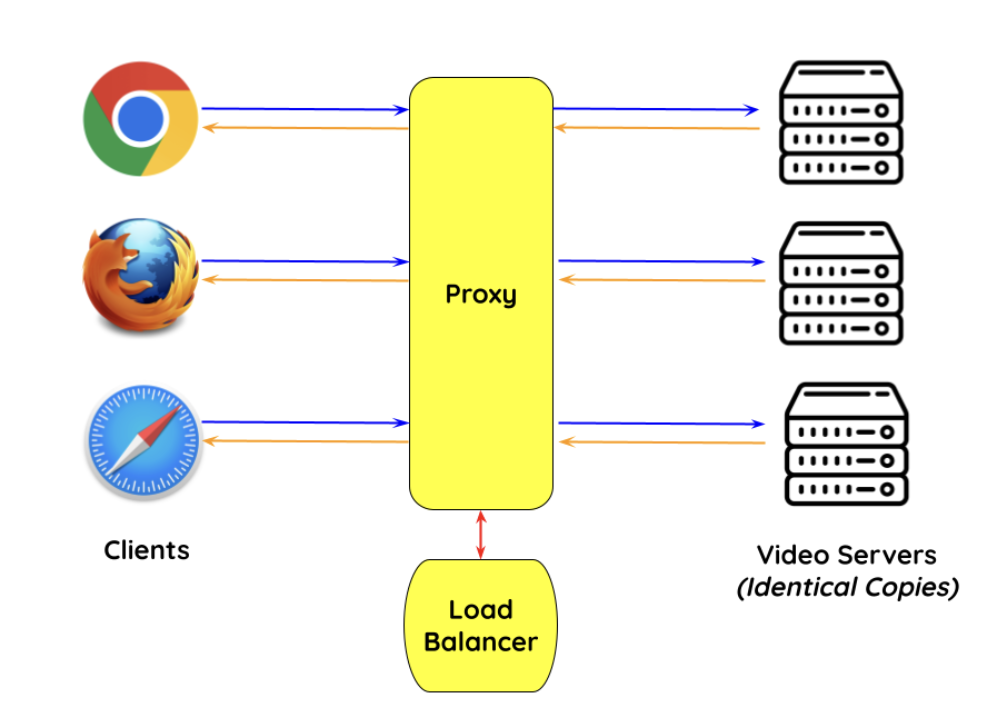 Proxy
Clients
Video Servers
(Identical Copies)
Load
Balancer